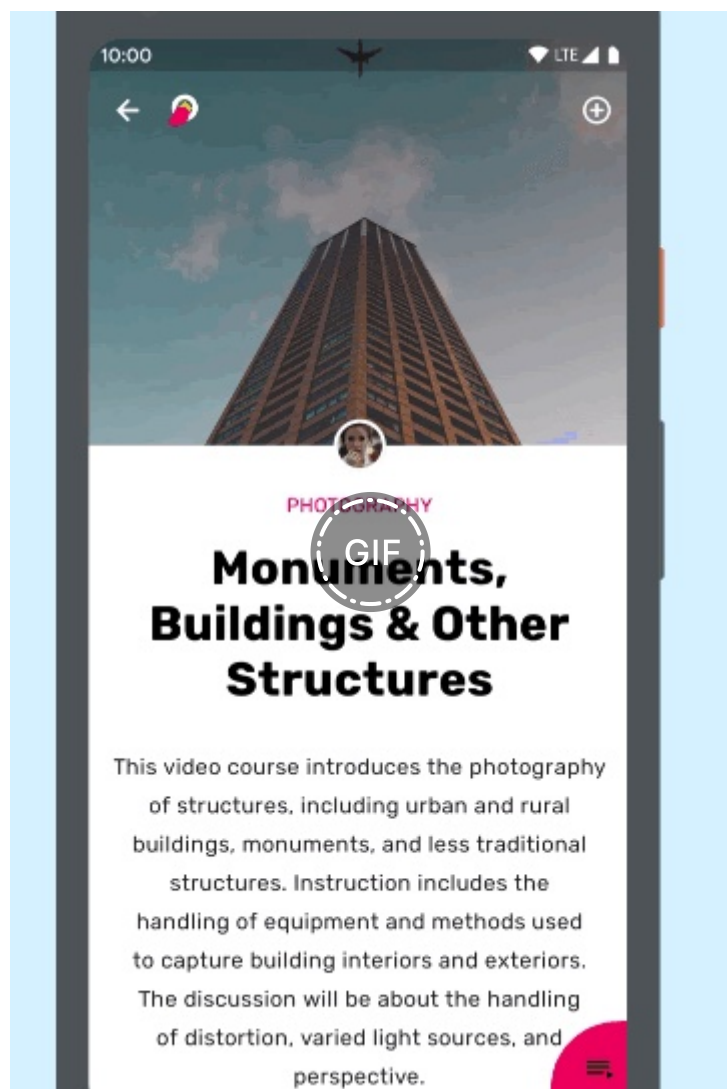 10:00
LTE
PHOTOGRAPHY
GIF
Monuments,
Buildings & Other
Structures
This video course introduces the photography
of structures, including urban and rural
buildings, monuments, and less traditional
structures. Instruction includes the
handling of equipment and methods used
to capture building interiors and exteriors.
The discussion will be about the handling
of distortion, varied light sources, and
perspective.